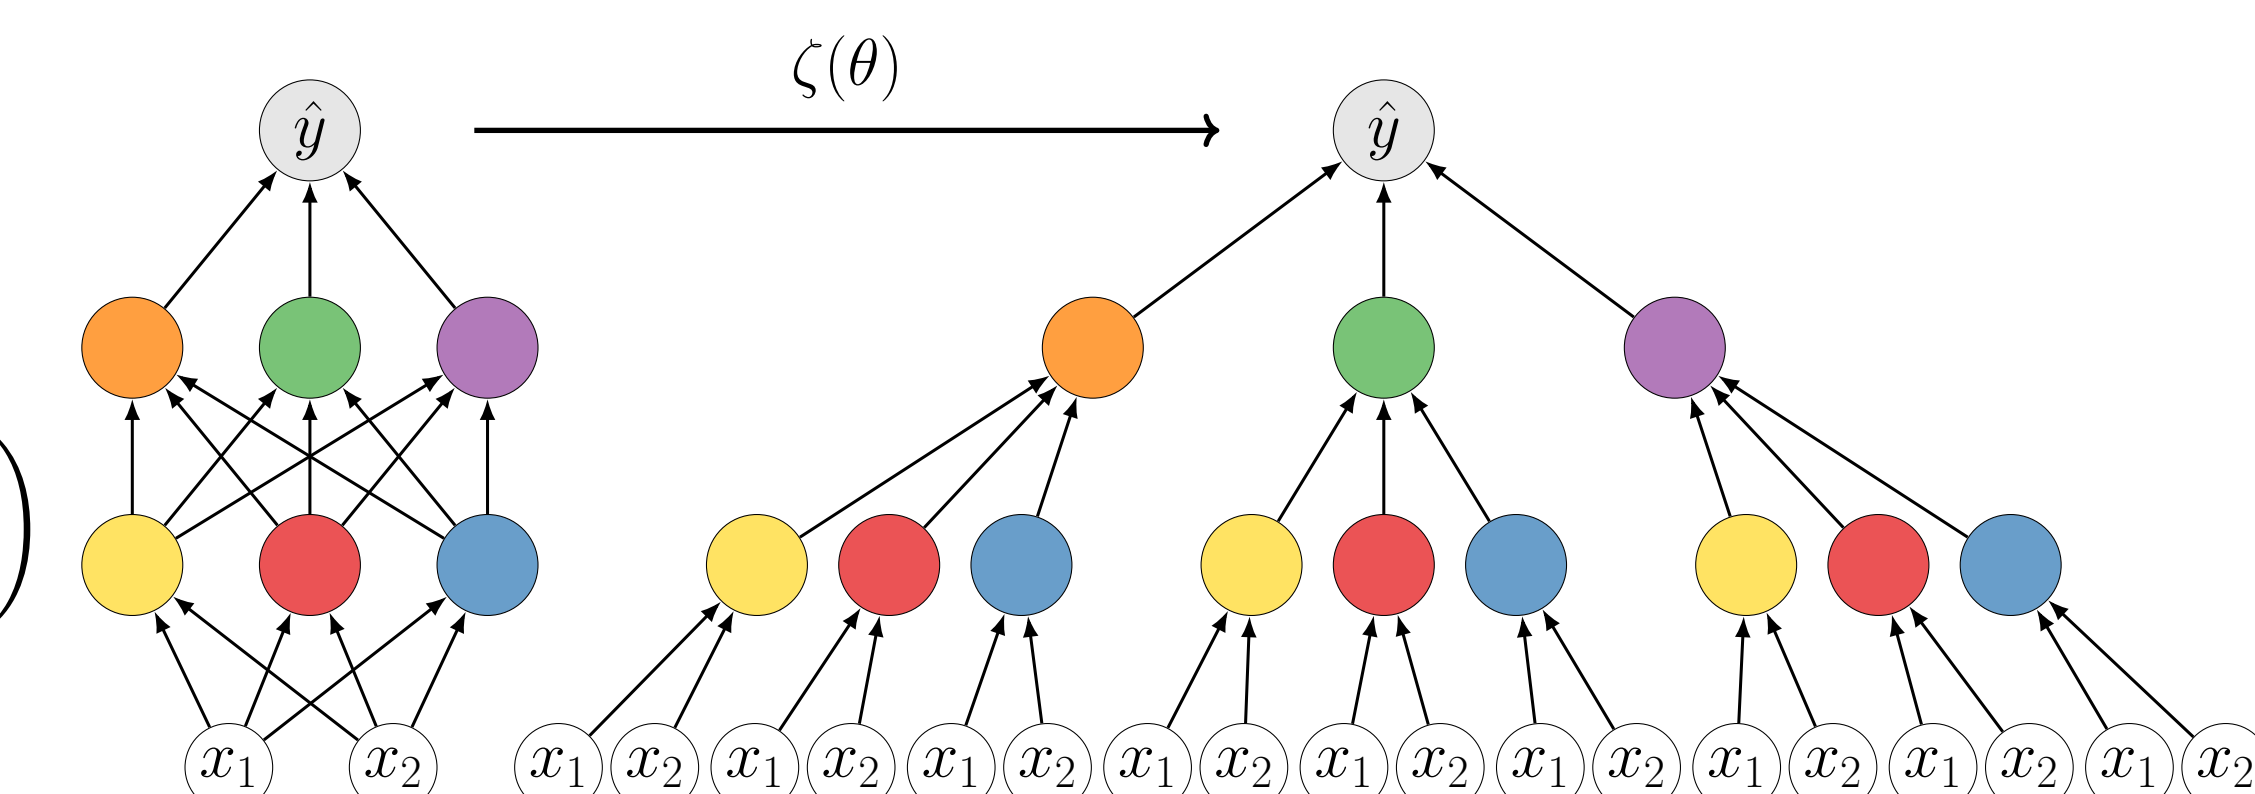 ζ(θ)
ŷ ŷ
x₁ x₂ x₁ x₂ x₁ x₂ x₁ x₂ x₁ x₂ x₁ x₂ x₁ x₂ x₁ x₂ x₁ x₂ x₁ x₂